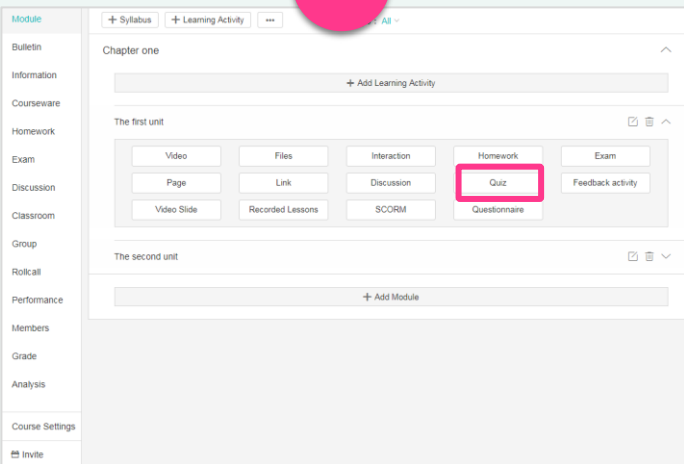 Module
Bulletin
Information
Courseware
Homework
Exam
Discussion
Classroom
Group
Rollcall
Performance
Members
Grade
Analysis
Course Settings
Invite
+ Syllabus + Learning Activity ••• All
Chapter one
+ Add Learning Activity
The first unit
Video Files Interaction Homework Exam
Page Link Discussion Quiz Feedback activity
Video Slide Recorded Lessons SCORM Questionnaire
The second unit
+ Add Module